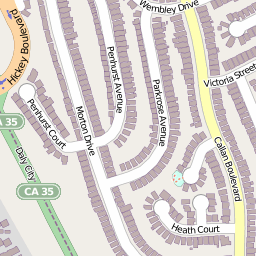 Wembley Drive
Hickey Boulevard
Penhurst Avenue
Victoria Street
Parkrose Avenue
Penhurst Court
Morton Drive
CA 35
Callan Boulevard
Daly City
CA 35
Heath Court